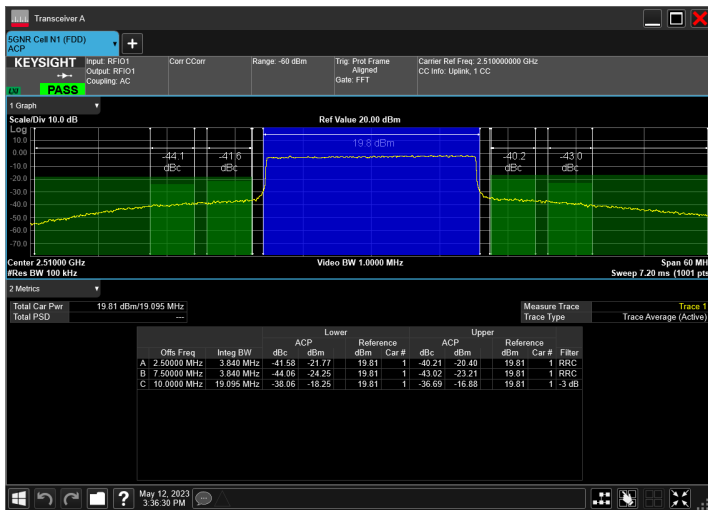 Transceiver A
5GNR Cell N1 (FDD)
ACP
KEYSIGHT
PASS
Input: RFIO1
Output: RFIO1
Coupling: AC
Corr CCorr
Range: -60 dBm
Trig: Prot Frame
Aligned
Gate: FFT
Carrier Ref Freq: 2.510000000 GHz
CC Info: Uplink, 1 CC
1 Graph
Scale/Div 10.0 dB
Ref Value 20.00 dBm
Log
10.0
0.00
-10.0
-20.0
-30.0
-40.0
-50.0
-60.0
-70.0
-44.1
dBc
-41.6
dBc
19.8 dBm
-40.2
dBc
-43.0
dBc
Center 2.51000 GHz
Video BW 1.0000 MHz
Span 60 MH
#Res BW 100 kHz
Sweep 7.20 ms (1001 pts
2 Metrics
Total Car Pwr 19.81 dBm/19.095 MHz
Total PSD ---
Measure Trace Trace 1
Trace Type Trace Average (Active)
Lower Upper
ACP Reference ACP Reference
Offs Freq Integ BW dBc dBm dBm Car # dBc dBm dBm Car # Filter
A 2.50000 MHz 3.840 MHz -41.58 -21.77 19.81 1 -40.21 -20.40 19.81 1 RRC
B 7.50000 MHz 3.840 MHz -44.06 -24.25 19.81 1 -43.02 -23.21 19.81 1 RRC
C 10.0000 MHz 19.095 MHz -38.06 -18.25 19.81 1 -36.69 -16.88 19.81 1 -3 dB
May 12, 2023
3:36:30 PM